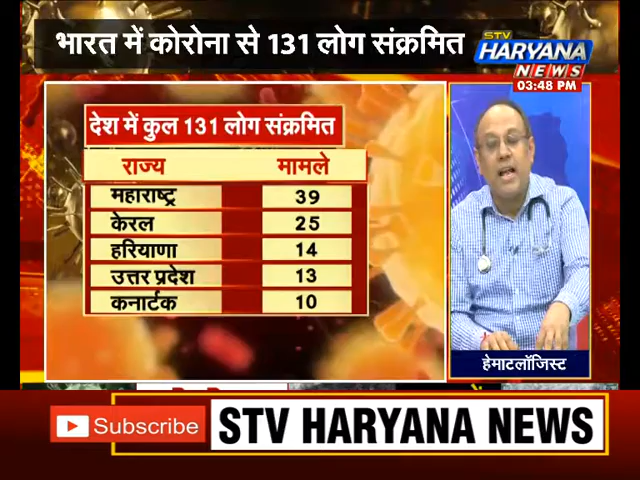 भारत में कोरोना से 131 लोग संक्रमित
STV
HARYANA
NEWS
03:48 PM
देश में कुल 131 लोग संक्रमित
राज्य मामले
महाराष्ट्र 39
केरल 25
हरियाणा 14
उत्तर प्रदेश 13
कनार्टक 10
हेमाटलॉजिस्ट
Subscribe
STV HARYANA NEWS